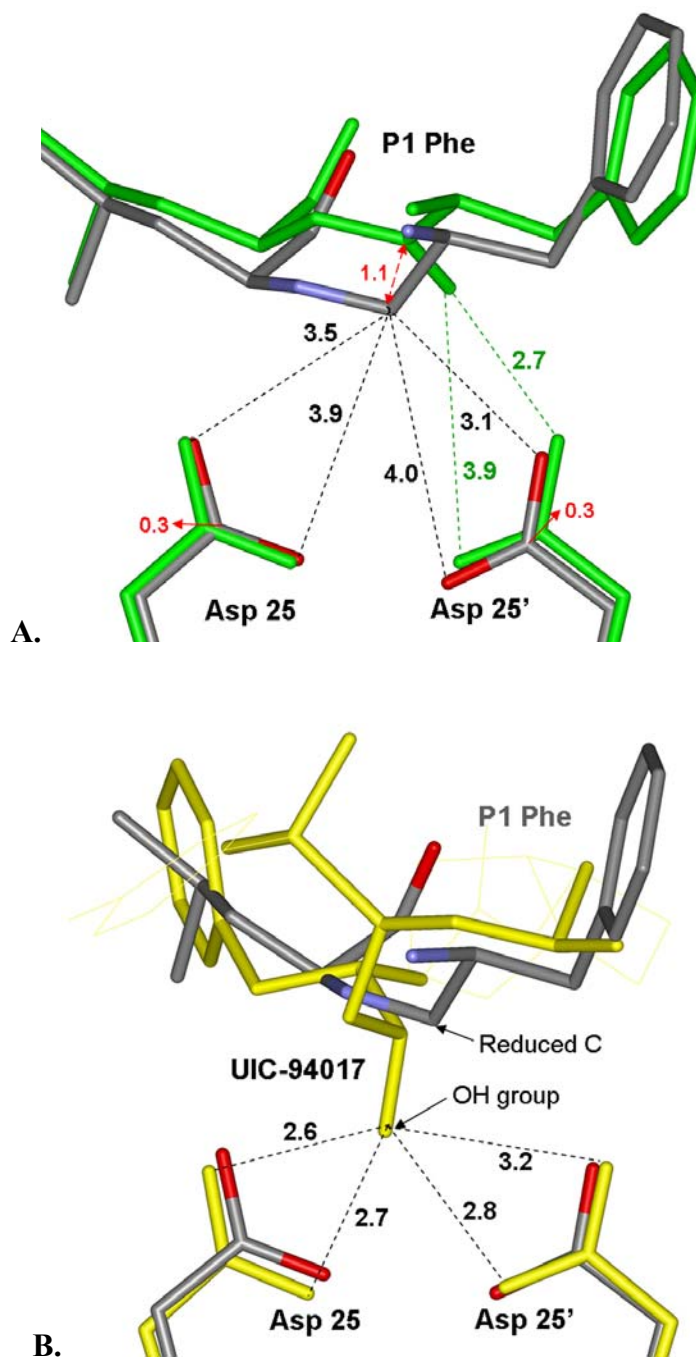 P1 Phe
1.1
3.5
2.7
3.9
3.1
4.0
3.9
0.3
0.3
Asp 25
Asp 25'
A.
P1 Phe
Reduced C
UIC-94017
OH group
2.6
3.2
2.7
2.8
Asp 25
Asp 25'
B.